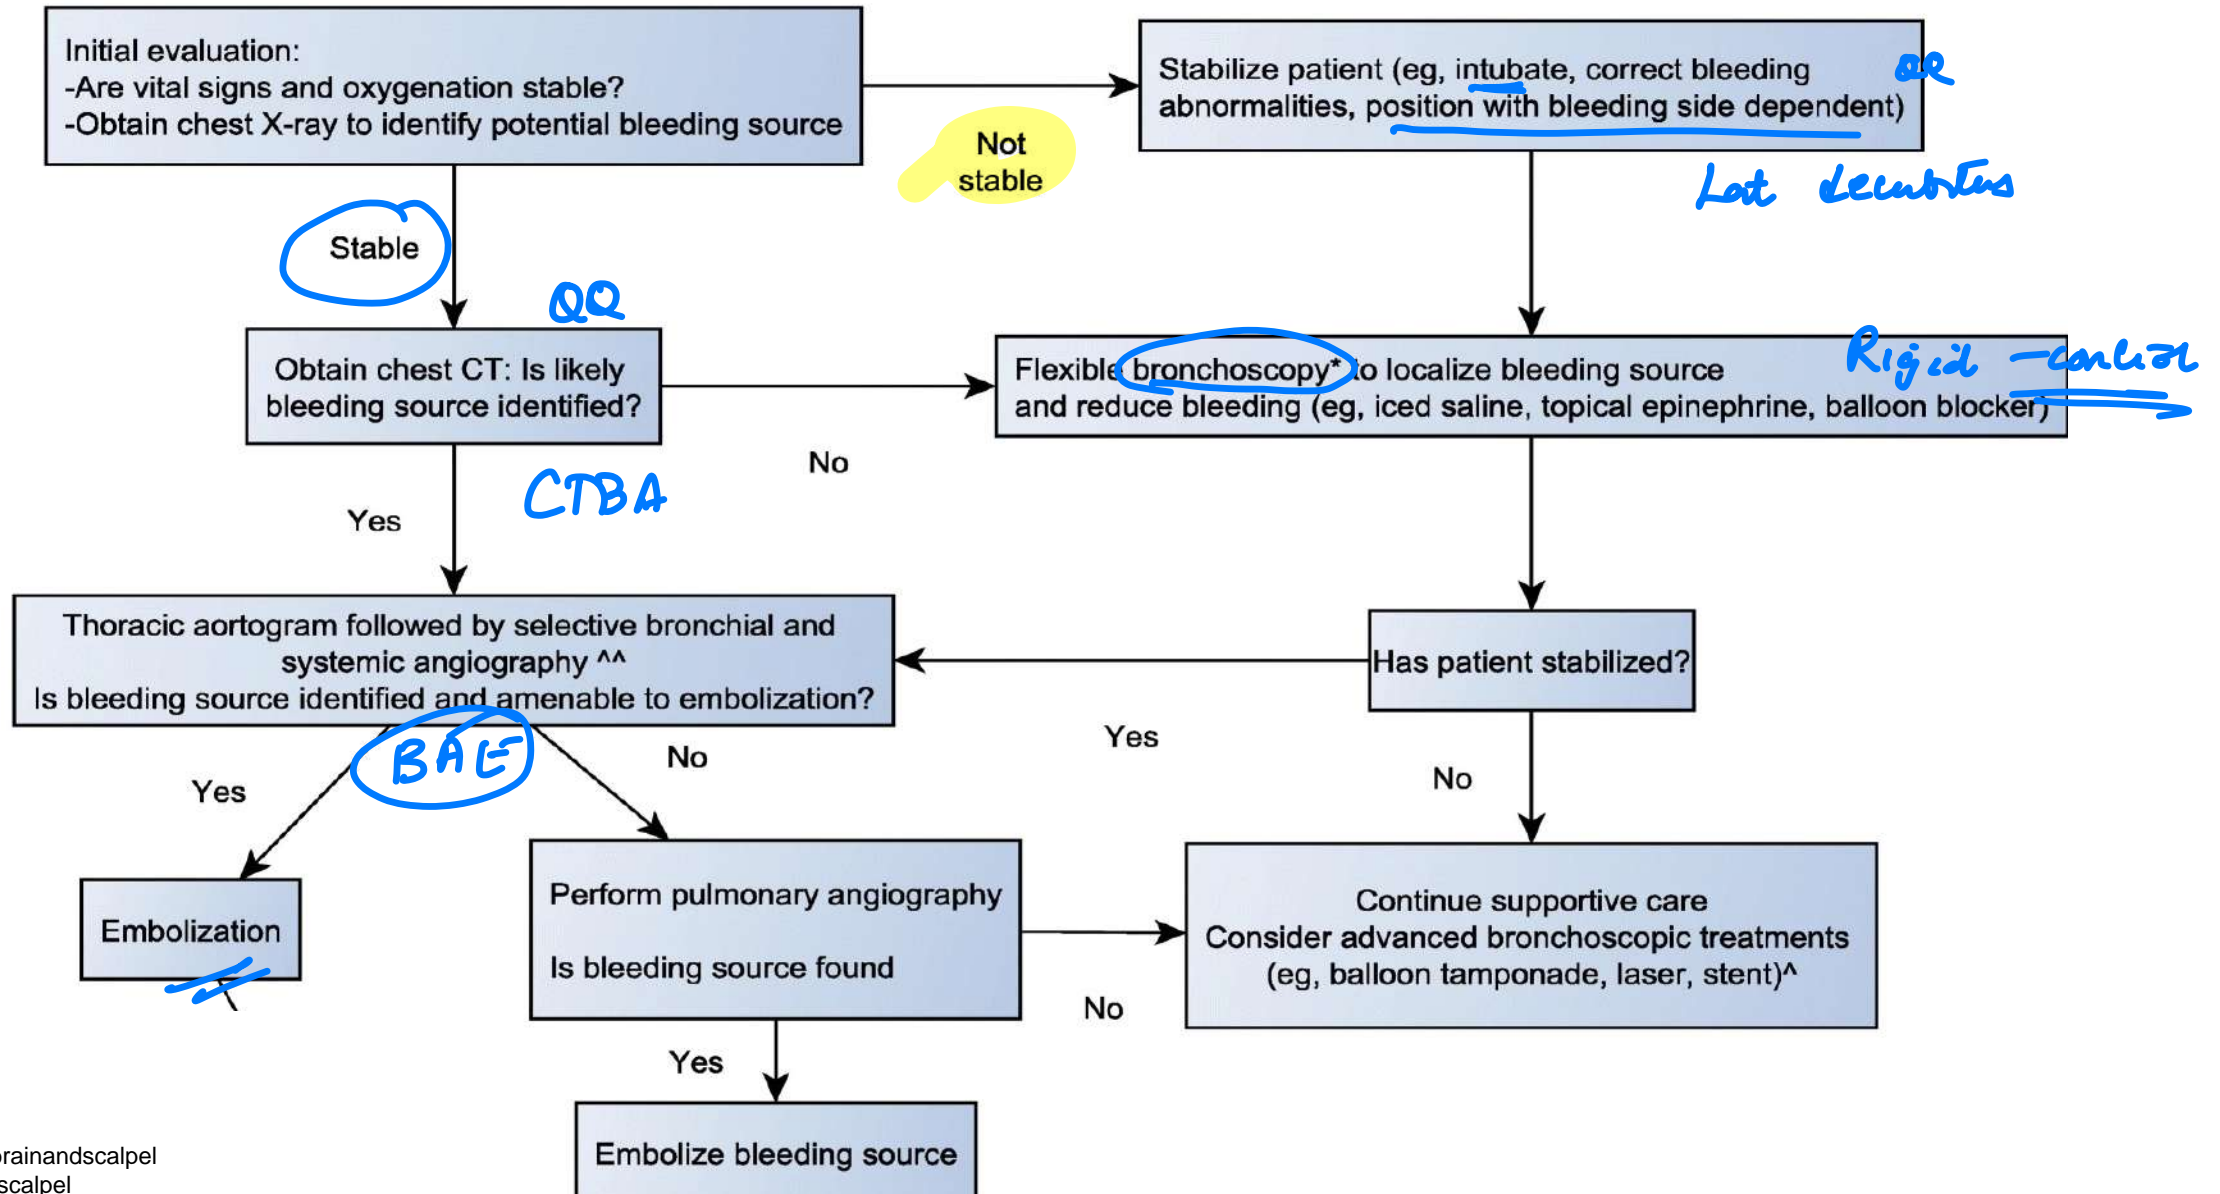 Initial evaluation:
-Are vital signs and oxygenation stable?
-Obtain chest X-ray to identify potential bleeding source
Stabilize patient (eg, intubate, correct bleeding
abnormalities, position with bleeding side dependent)
QQ
Not
stable
Lat decubitus
Stable
QQ
Obtain chest CT: Is likely
bleeding source identified?
Flexible bronchoscopy* to localize bleeding source
and reduce bleeding (eg, iced saline, topical epinephrine, balloon blocker)
Rigid - control
No
CTBA
Yes
Thoracic aortogram followed by selective bronchial and
systemic angiography ^^
Is bleeding source identified and amenable to embolization?
Has patient stabilized?
BAE
No
Yes
Yes
No
Embolization
Perform pulmonary angiography
Is bleeding source found
Continue supportive care
Consider advanced bronchoscopic treatments
(eg, balloon tamponade, laser, stent)^
No
Yes
Embolize bleeding source
rainandscalpel
scalpel